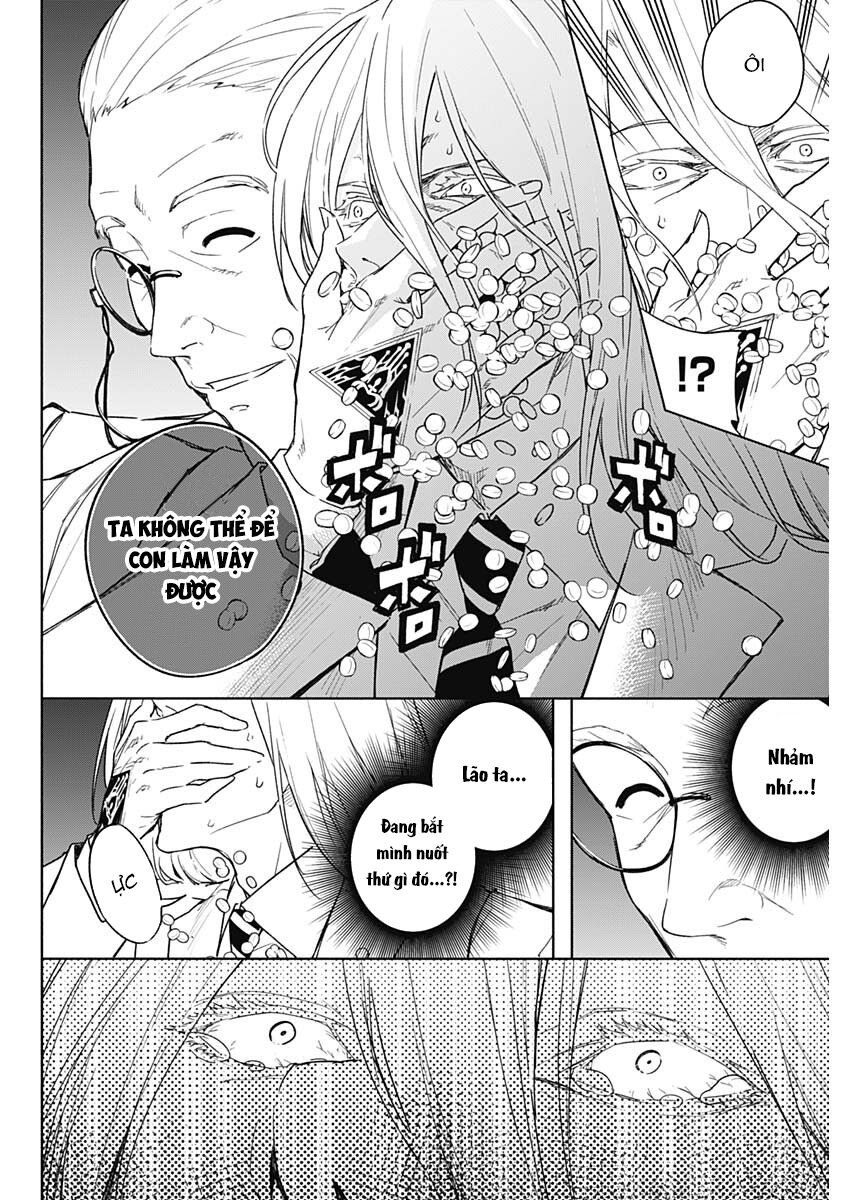 ÔI
!?
ボロ
ボロ
ボロ
TA KHÔNG THỂ ĐỂ
CON LÀM VẬY
ĐƯỢC
Nhảm
nhí...!
Lão ta...
Đang bắt
mình nuốt
thứ gì đó...?!
ỰC